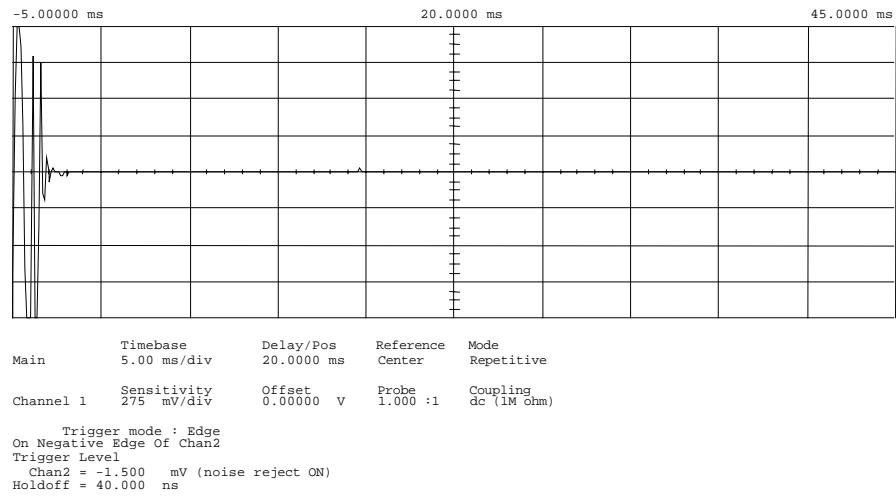 -5.00000 ms 20.0000 ms 45.0000 ms
Timebase Delay/Pos Reference Mode
Main 5.00 ms/div 20.0000 ms Center Repetitive
Sensitivity Offset Probe Coupling
Channel 1 275 mV/div 0.00000 V 1.000 :1 dc (1M ohm)
Trigger mode : Edge
On Negative Edge Of Chan2
Trigger Level
Chan2 = -1.500 mV (noise reject ON)
Holdoff = 40.000 ns